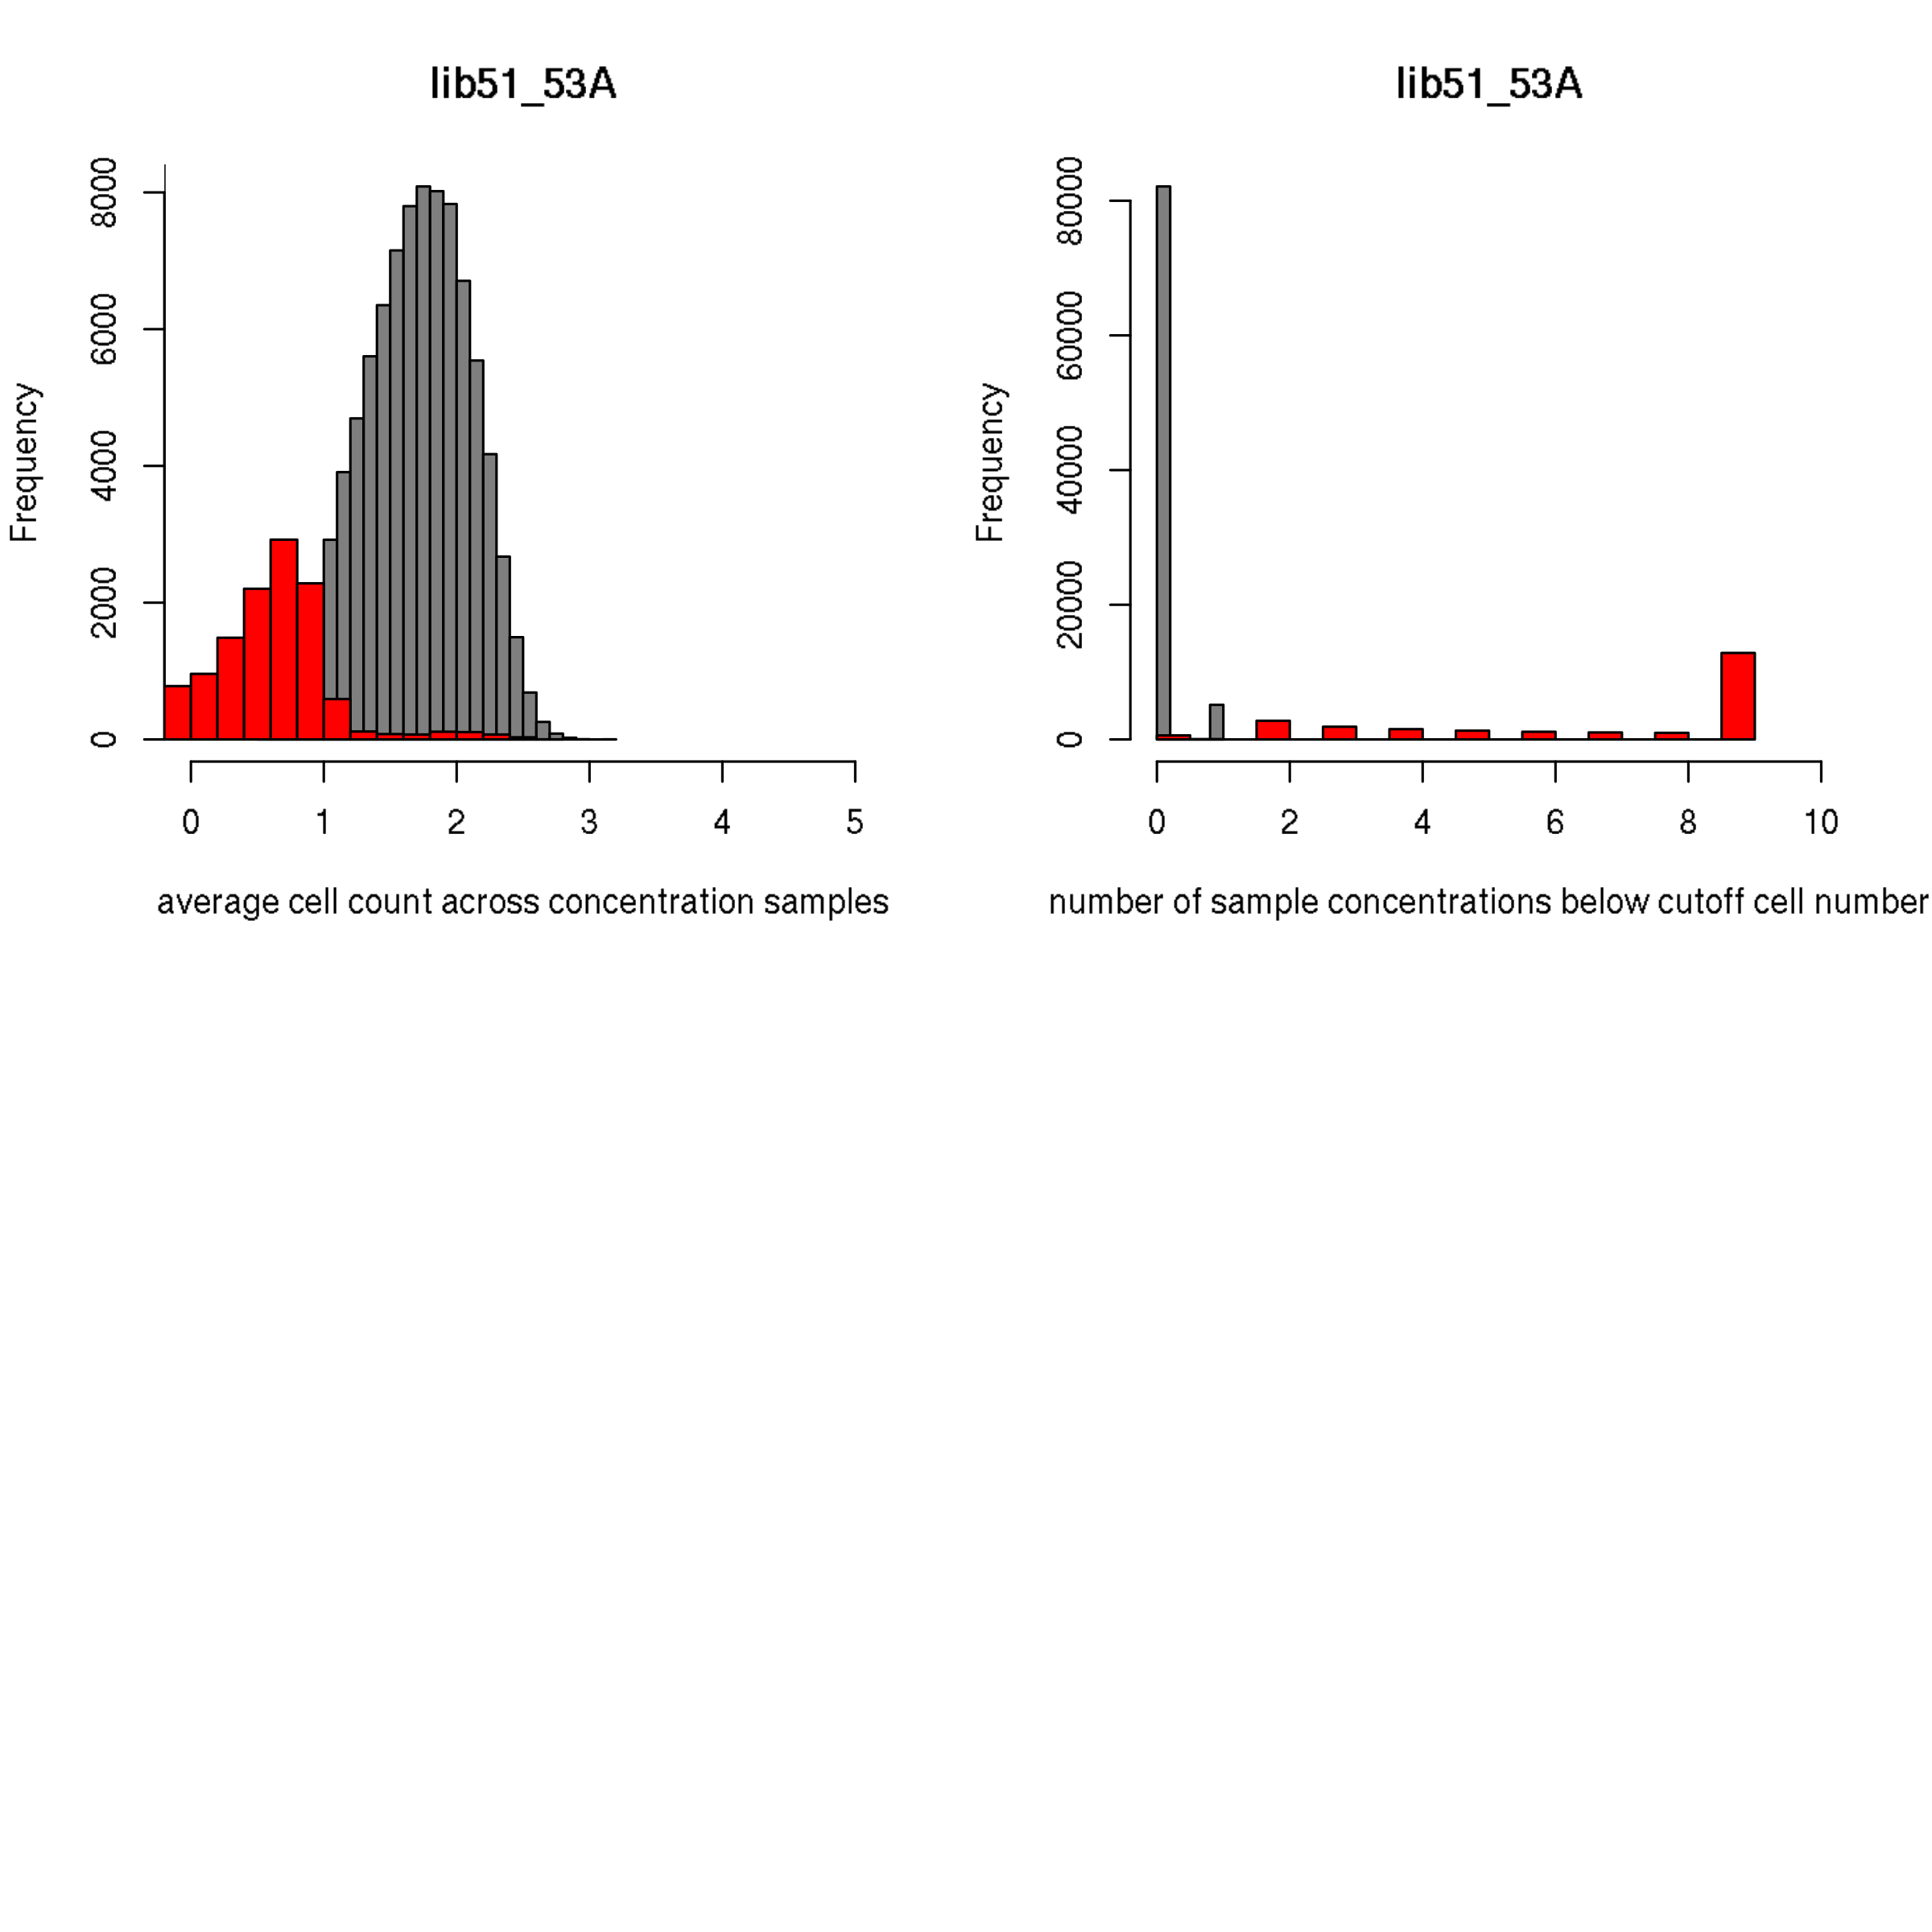 lib51_53A
Frequency
8000
6000
4000
2000
0
0 1 2 3 4 5
average cell count across concentration samples
lib51_53A
Frequency
80000
60000
40000
20000
0
0 2 4 6 8 10
number of sample concentrations below cutoff cell number